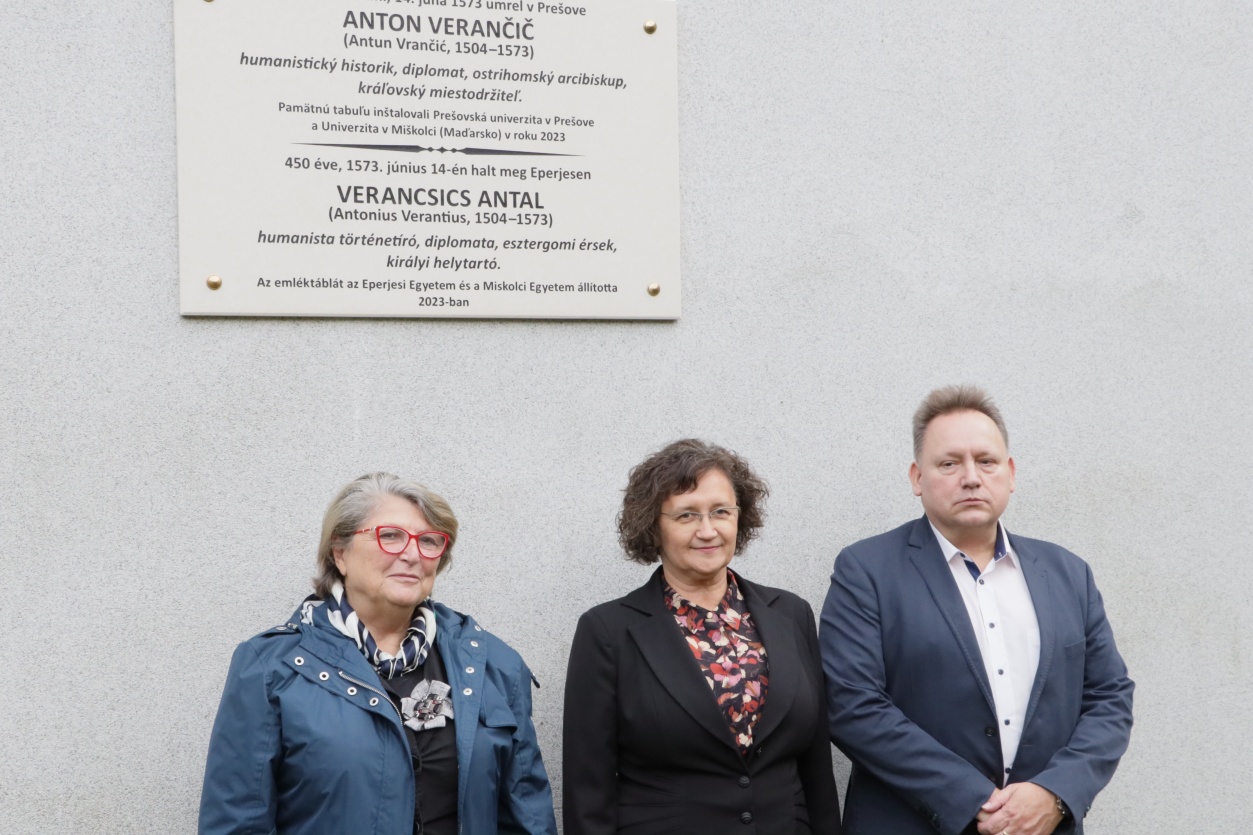 14. júna 1573 umrel v Prešove
ANTON VERANČIČ
(Antun Vrančić, 1504–1573)
humanistický historik, diplomat, ostrihomský arcibiskup,
kráľovský miestodržiteľ.
Pamätnú tabuľu inštalovali Prešovská univerzita v Prešove
a Univerzita v Miškolci (Maďarsko) v roku 2023
450 éve, 1573. június 14-én halt meg Eperjesen
VERANCSICS ANTAL
(Antonius Verantius, 1504–1573)
humanista történetíró, diplomata, esztergomi érsek,
királyi helytartó.
Az emléktáblát az Eperjesi Egyetem és a Miskolci Egyetem állította
2023-ban